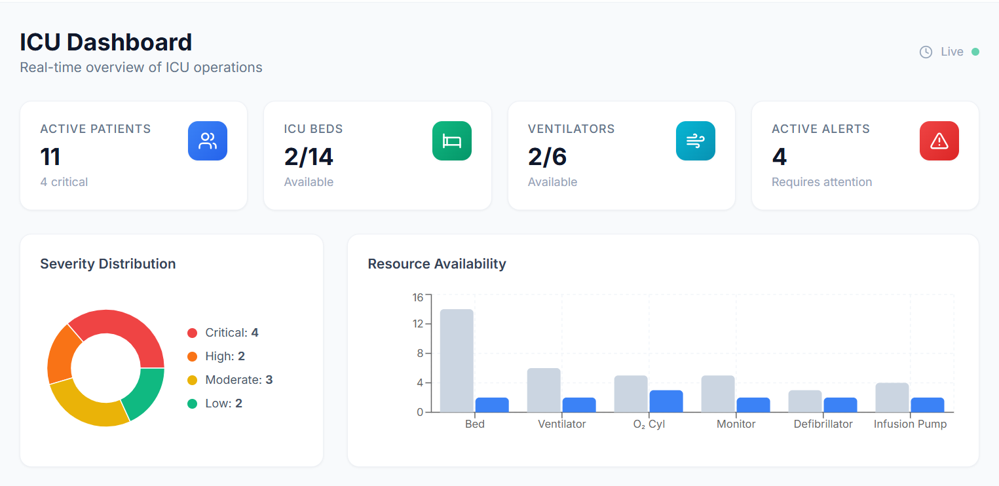 ICU Dashboard
Real-time overview of ICU operations
Live
ACTIVE PATIENTS
11
4 critical
ICU BEDS
2/14
Available
VENTILATORS
2/6
Available
ACTIVE ALERTS
4
Requires attention
Severity Distribution
Critical: 4
High: 2
Moderate: 3
Low: 2
Resource Availability
16
12
8
4
0
Bed Ventilator O₂ Cyl Monitor Defibrillator Infusion Pump